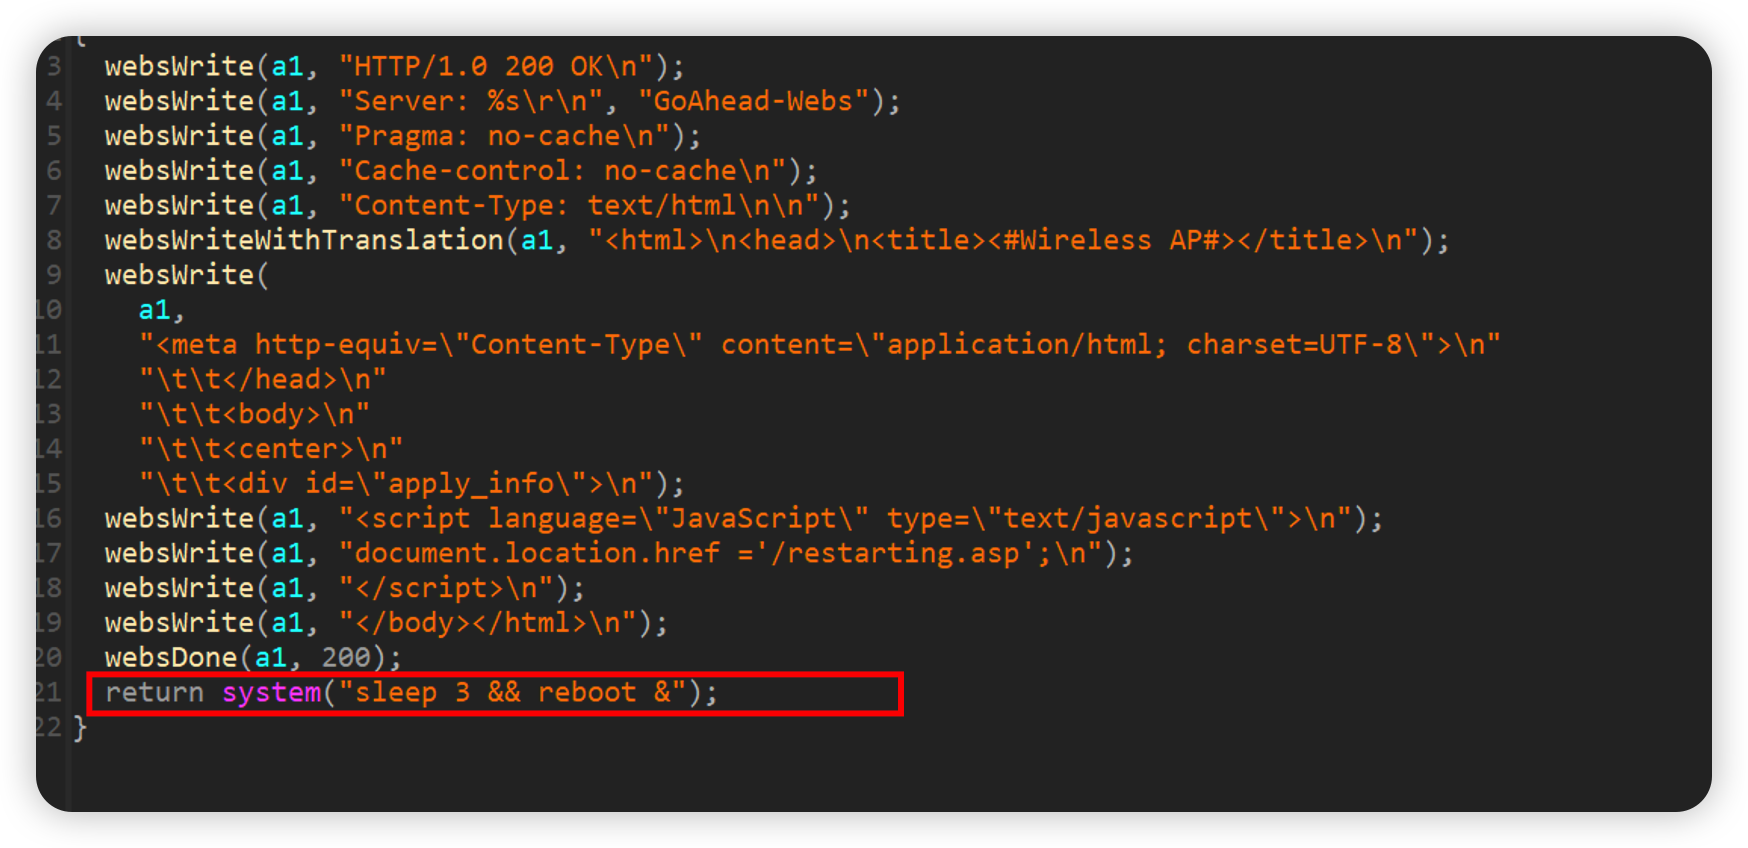 {
3 websWrite(a1, "HTTP/1.0 200 OK\n");
4 websWrite(a1, "Server: %s\r\n", "GoAhead-Webs");
5 websWrite(a1, "Pragma: no-cache\n");
6 websWrite(a1, "Cache-control: no-cache\n");
7 websWrite(a1, "Content-Type: text/html\n\n");
8 websWriteWithTranslation(a1, "<html>\n<head>\n<title><#Wireless AP#></title>\n");
9 websWrite(
10 a1,
11 "<meta http-equiv=\"Content-Type\" content=\"application/html; charset=UTF-8\">\n"
12 "\t\t</head>\n"
13 "\t\t<body>\n"
14 "\t\t<center>\n"
15 "\t\t<div id=\"apply_info\">\n");
16 websWrite(a1, "<script language=\"JavaScript\" type=\"text/javascript\">\n");
17 websWrite(a1, "document.location.href ='/restarting.asp';\n");
18 websWrite(a1, "</script>\n");
19 websWrite(a1, "</body></html>\n");
20 websDone(a1, 200);
21 return system("sleep 3 && reboot &");
22 }